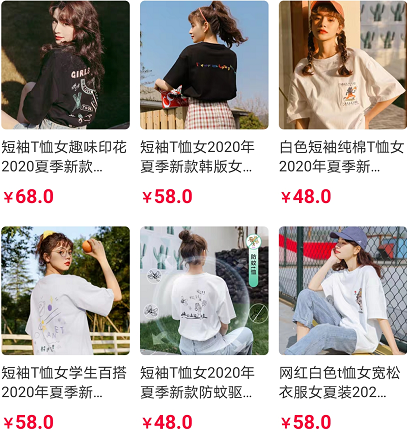 GIRLS
短袖T恤女趣味印花
2020夏季新款...
¥68.0
短袖T恤女2020年
夏季新款韩版女...
¥58.0
白色短袖纯棉T恤女
2020年夏季新...
¥48.0
防蚊驱
短袖T恤女学生百搭
2020年夏季新...
¥58.0
短袖T恤女2020年
夏季新款防蚊驱...
¥48.0
网红白色t恤女宽松
衣服女夏装202...
¥58.0